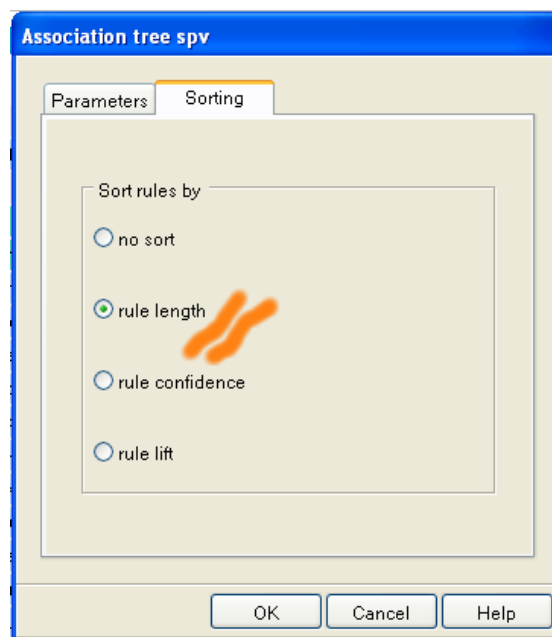 Association tree spv
Parameters
Sorting
Sort rules by
no sort
rule length
rule confidence
rule lift
OK
Cancel
Help